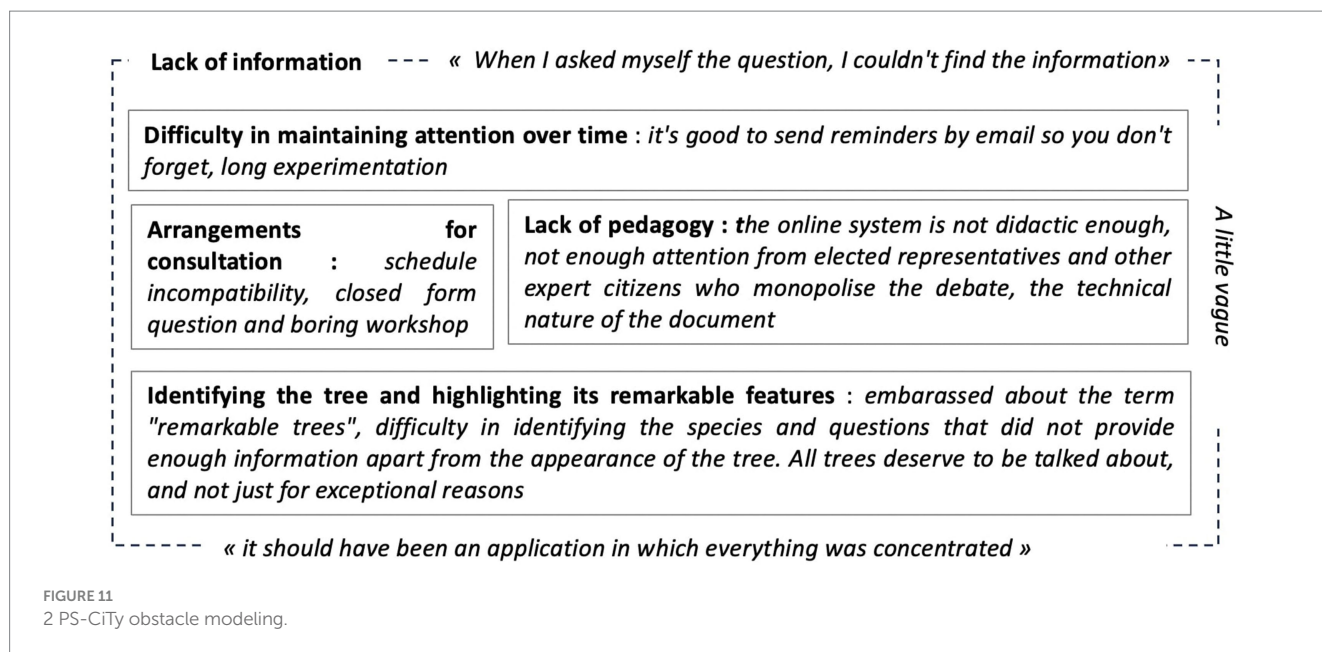 Lack of information « When I asked myself the question, I couldn't find the information»
Difficulty in maintaining attention over time : it's good to send reminders by email so you don't
forget, long experimentation
Arrangements for
consultation : schedule
incompatibility, closed form
question and boring workshop
Lack of pedagogy : the online system is not didactic enough,
not enough attention from elected representatives and other
expert citizens who monopolise the debate, the technical
nature of the document
A little vague
Identifying the tree and highlighting its remarkable features : embarassed about the term
"remarkable trees", difficulty in identifying the species and questions that did not provide
enough information apart from the appearance of the tree. All trees deserve to be talked about,
and not just for exceptional reasons
« it should have been an application in which everything was concentrated »
FIGURE 11
2 PS-CiTy obstacle modeling.